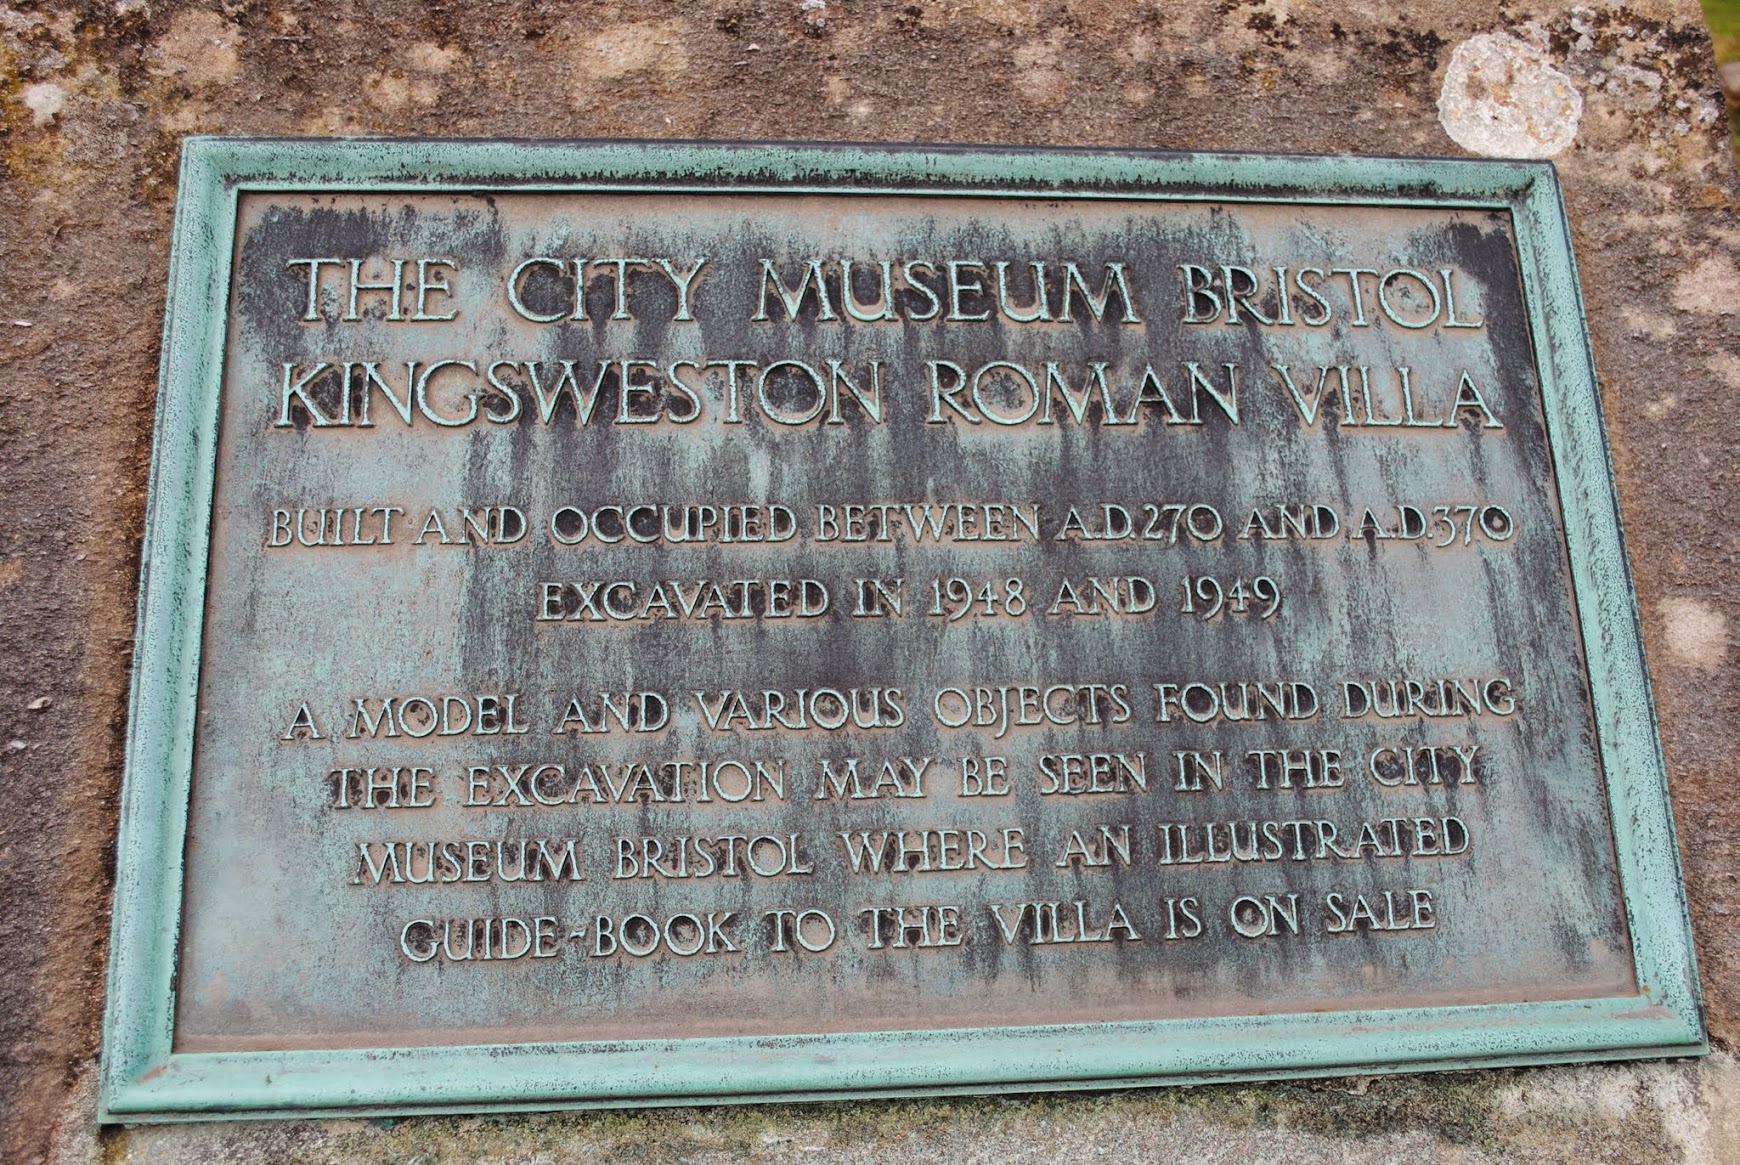 THE CITY MUSEUM BRISTOL
KINGSWESTON ROMAN VILLA
BUILT AND OCCUPIED BETWEEN A.D.270 AND A.D.370
EXCAVATED IN 1948 AND 1949
A MODEL AND VARIOUS OBJECTS FOUND DURING
THE EXCAVATION MAY BE SEEN IN THE CITY
MUSEUM BRISTOL WHERE AN ILLUSTRATED
GUIDE-BOOK TO THE VILLA IS ON SALE